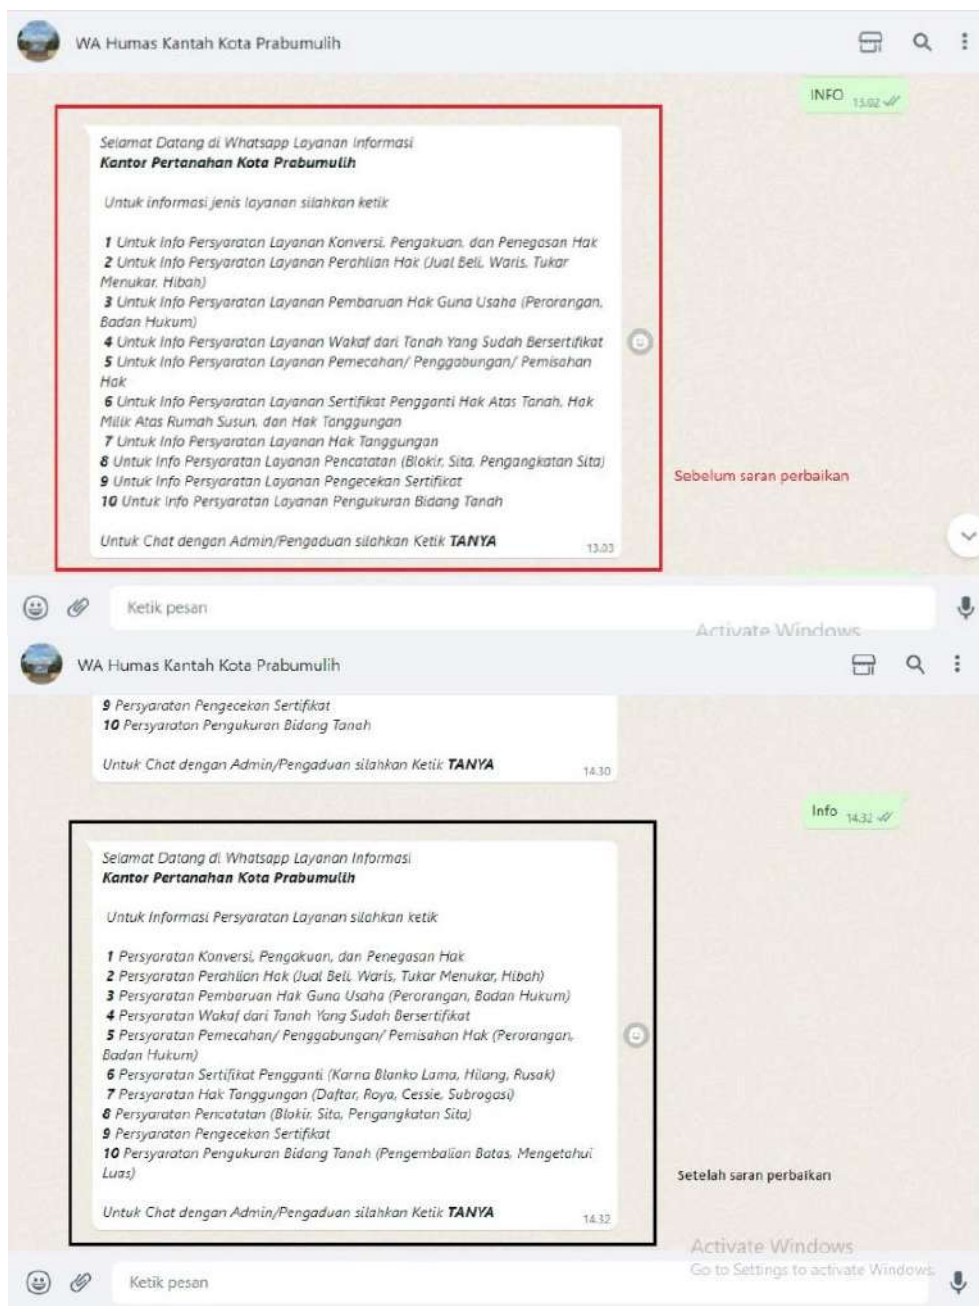 WA Humas Kantah Kota Prabumulih
INFO 13.02
Selamat Datang di Whatsapp Layanan Informasi
Kantor Pertanahan Kota Prabumulih
Untuk informasi jenis layanan silahkan ketik
1 Untuk Info Persyaratan Layanan Konversi, Pengakuan, dan Penegasan Hak
2 Untuk Info Persyaratan Layanan Perahlian Hak (Jual Beli, Waris, Tukar
Menukar, Hibah)
3 Untuk Info Persyaratan Layanan Pembaruan Hak Guna Usaha (Perorangan,
Badan Hukum)
4 Untuk Info Persyaratan Layanan Wakaf dari Tanah Yang Sudah Bersertifikat
5 Untuk Info Persyaratan Layanan Pemecahan/ Penggabungan/ Pemisahan
Hak
6 Untuk Info Persyaratan Layanan Sertifikat Pengganti Hak Atas Tanah, Hak
Milik Atas Rumah Susun, dan Hak Tanggungan
7 Untuk Info Persyaratan Layanan Hak Tanggungan
8 Untuk Info Persyaratan Layanan Pencatatan (Blokir, Sita, Pengangkatan Sita)
9 Untuk Info Persyaratan Layanan Pengecekan Sertifikat
10 Untuk Info Persyaratan Layanan Pengukuran Bidang Tanah
Sebelum saran perbaikan
Untuk Chat dengan Admin/Pengaduan silahkan Ketik TANYA
13.03
Ketik pesan
Activate Windows
WA Humas Kantah Kota Prabumulih
9 Persyaratan Pengecekan Sertifikat
10 Persyaratan Pengukuran Bidang Tanah
Untuk Chat dengan Admin/Pengaduan silahkan Ketik TANYA
14.30
Info 14.32
Selamat Datang di Whatsapp Layanan Informasi
Kantor Pertanahan Kota Prabumulih
Untuk Informasi Persyaratan Layanan silahkan ketik
1 Persyaratan Konversi, Pengakuan, dan Penegasan Hak
2 Persyaratan Perahlian Hak (Jual Beli, Waris, Tukar Menukar, Hibah)
3 Persyaratan Pembaruan Hak Guna Usaha (Perorangan, Badan Hukum)
4 Persyaratan Wakaf dari Tanah Yang Sudah Bersertifikat
5 Persyaratan Pemecahan/ Penggabungan/ Pemisahan Hak (Perorangan,
Badan Hukum)
6 Persyaratan Sertifikat Pengganti (Karna Blanko Lama, Hilang, Rusak)
7 Persyaratan Hak Tanggungan (Daftar, Roya, Cessie, Subrogasi)
8 Persyaratan Pencatatan (Blokir, Sita, Pengangkatan Sita)
9 Persyaratan Pengecekan Sertifikat
10 Persyaratan Pengukuran Bidang Tanah (Pengembalian Batas, Mengetahui
Luas)
Setelah saran perbaikan
Untuk Chat dengan Admin/Pengaduan silahkan Ketik TANYA
14.32
Activate Windows
Go to Settings to activate Windows.
Ketik pesan